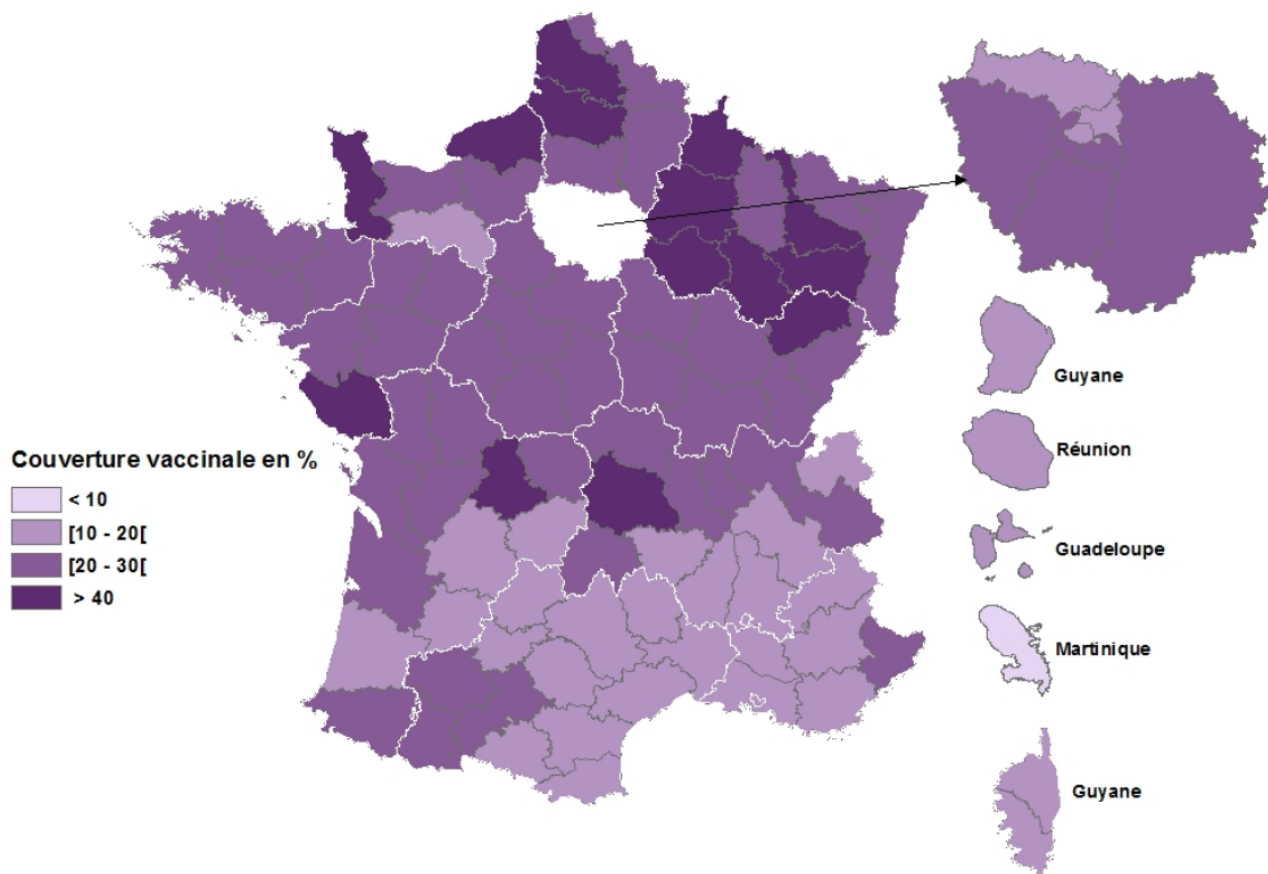 Couverture vaccinale en %
< 10
[10 - 20[
[20 - 30[
> 40
Guyane
Réunion
Guadeloupe
Martinique
Guyane